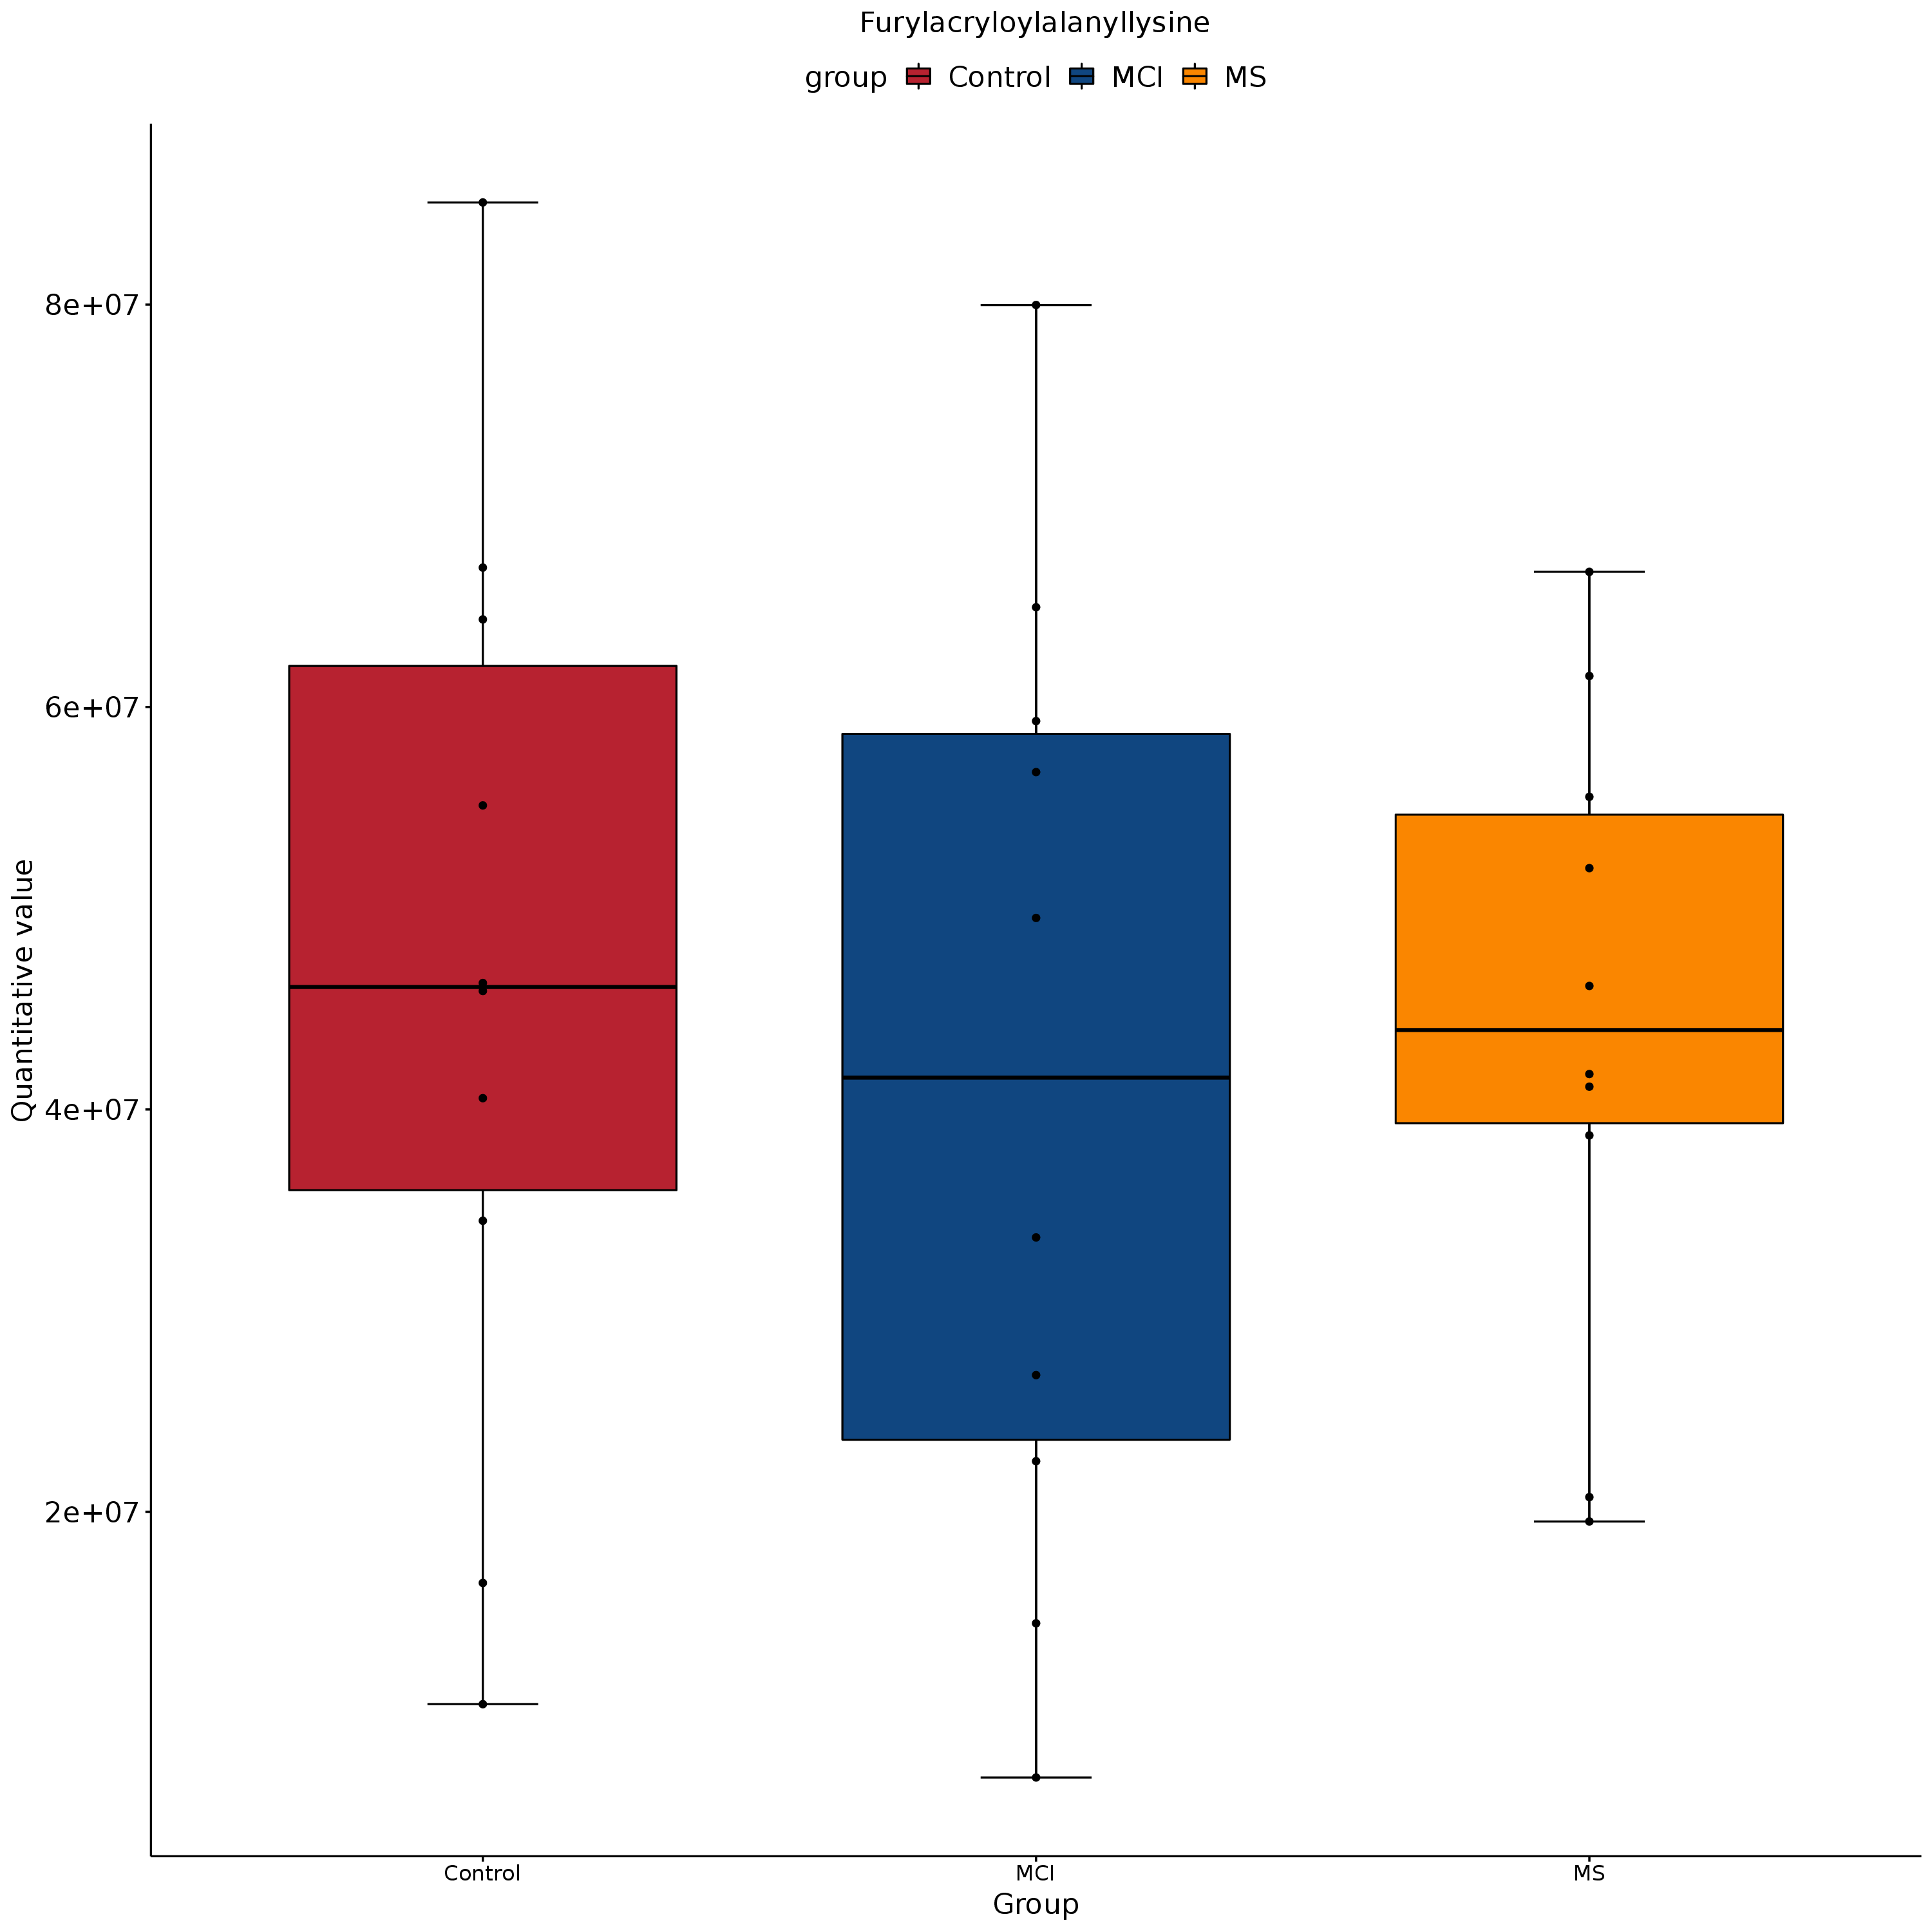 Furylacryloylalanyllysine
group Control MCI MS
Quantitative value
8e+07
6e+07
4e+07
2e+07
Control MCI MS
Group